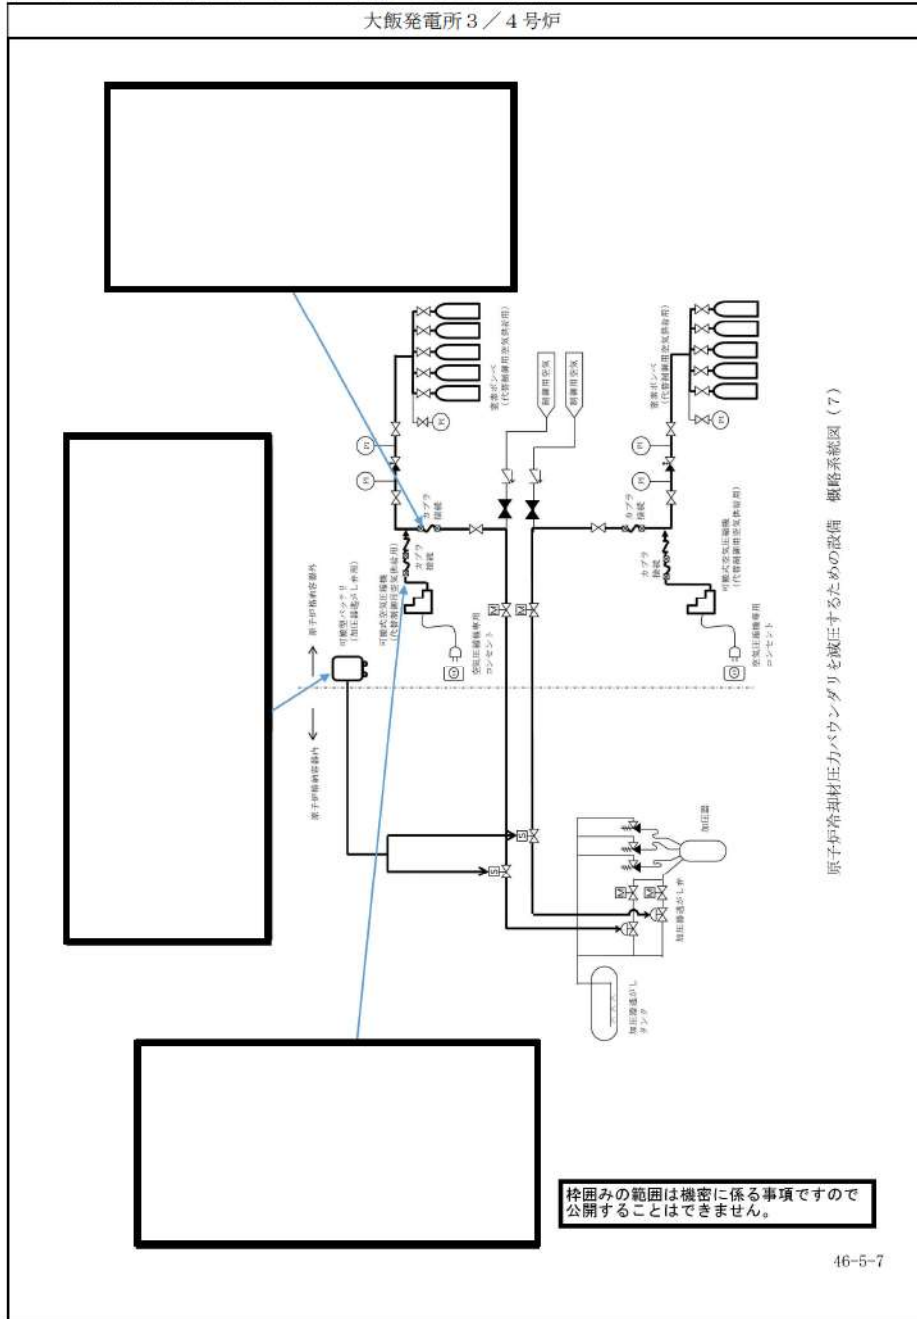 大飯発電所3/4号炉
窒素ボンベ
(代替制御用空気供給用)
制御用空気
制御用空気
窒素ボンベ
(代替制御用空気供給用)
PI
PI
PI
PI
PI
PI
カプラ
接続
カプラ
接続
カプラ
接続
可搬式空気圧縮機
(代替制御用空気供給用)
可搬式空気圧縮機
(代替制御用空気供給用)
空気圧縮機専用
コンセント
空気圧縮機専用
コンセント
可搬型バッテリ
(加圧器逃がし弁用)
原子炉格納容器外
原子炉格納容器内
M
M
S
S
M
M
加圧器
加圧器逃がし弁
加圧器逃がし
タンク
原子炉冷却材圧力バウンダリを減圧するための設備 概略系統図(7)
枠囲みの範囲は機密に係る事項ですので
公開することはできません。
46-5-7